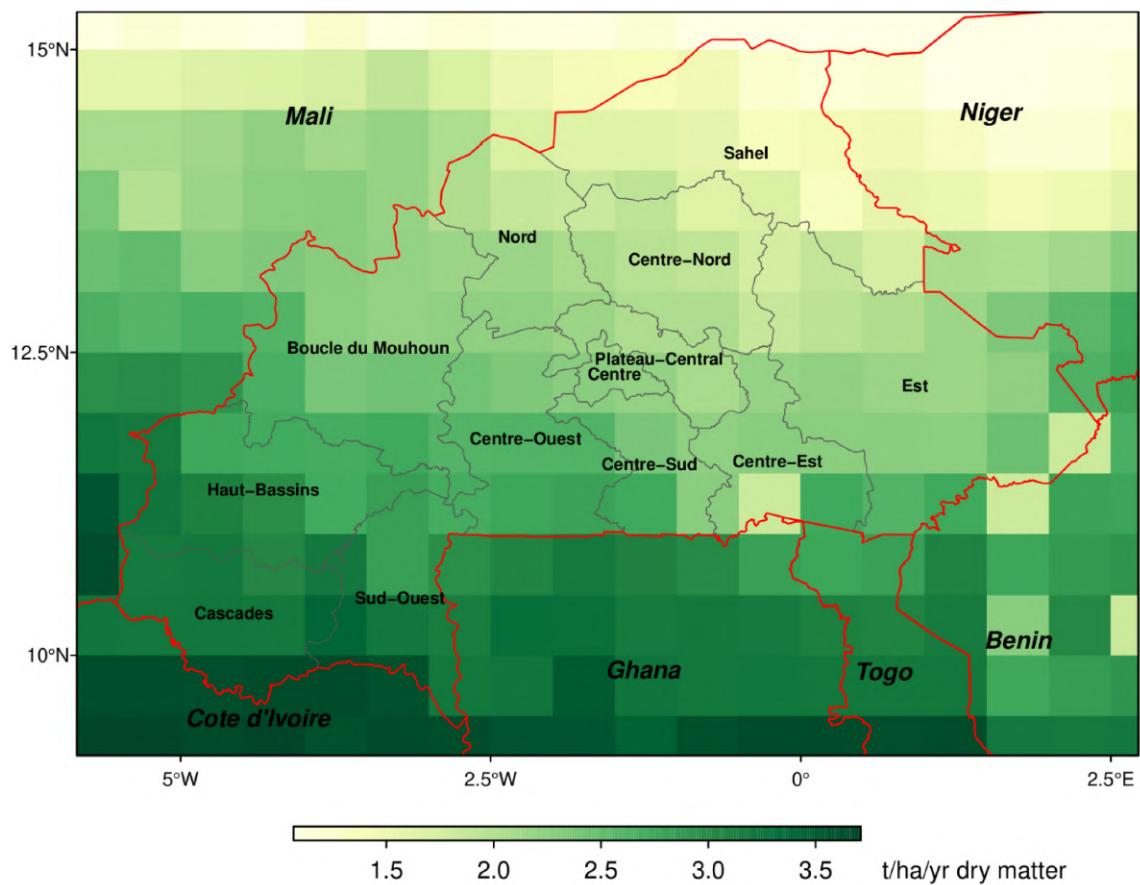 15°N
Mali
Niger
Sahel
Nord
Centre−Nord
12.5°N
Boucle du Mouhoun
Plateau−Central
Centre
Est
Centre−Ouest
Centre−Sud
Centre−Est
Haut−Bassins
Cascades
Sud−Ouest
10°N
Ghana
Togo
Benin
Cote d'Ivoire
5°W
2.5°W
0°
2.5°E
1.5
2.0
2.5
3.0
3.5
t/ha/yr dry matter